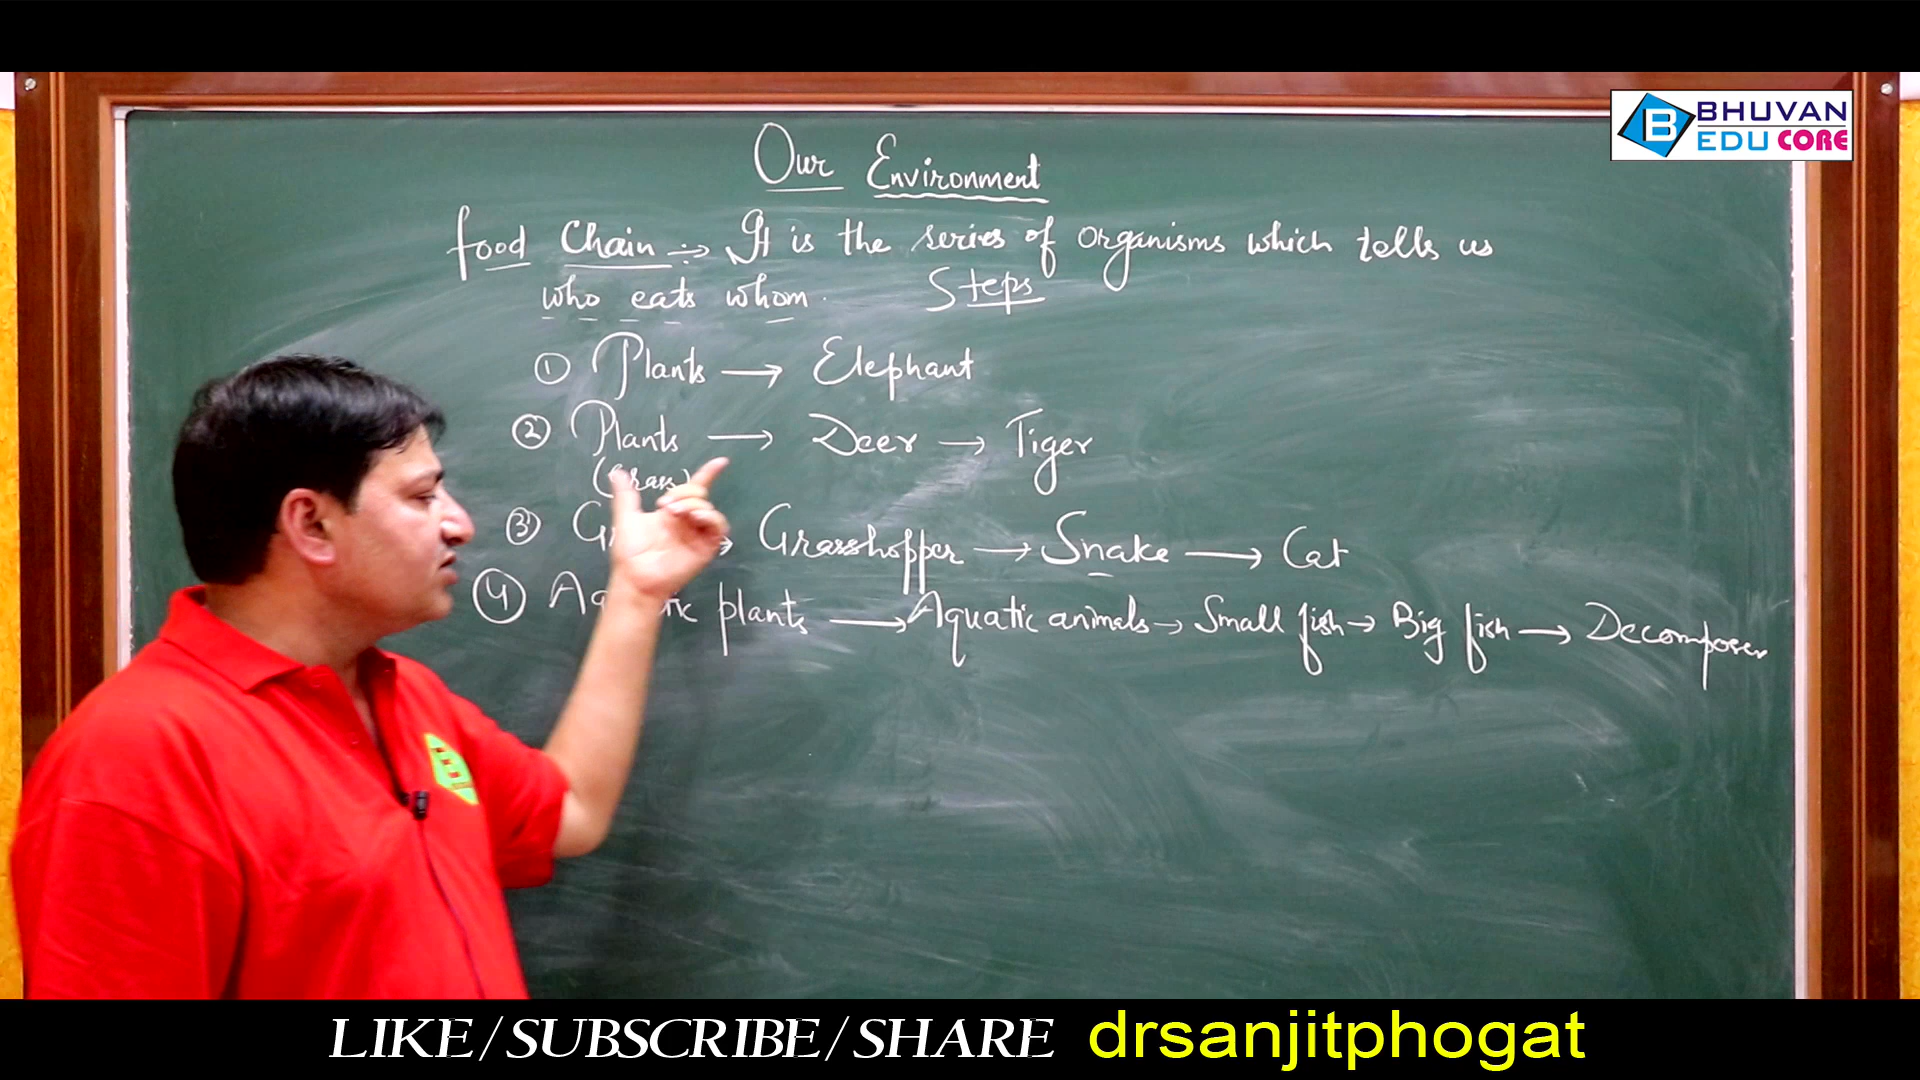 BHUVAN
EDU CORE
Our Environment
food Chain :→ It is the series of organisms which tells us
who eats whom. Steps
① Plants → Elephant
② Plants → Deer → Tiger
(Grass)
③ → Grasshopper → Snake → Cat
④ Aquatic plants → Aquatic animals → Small fish → Big fish → Decomposer
LIKE/SUBSCRIBE/SHARE drsanjitphogat